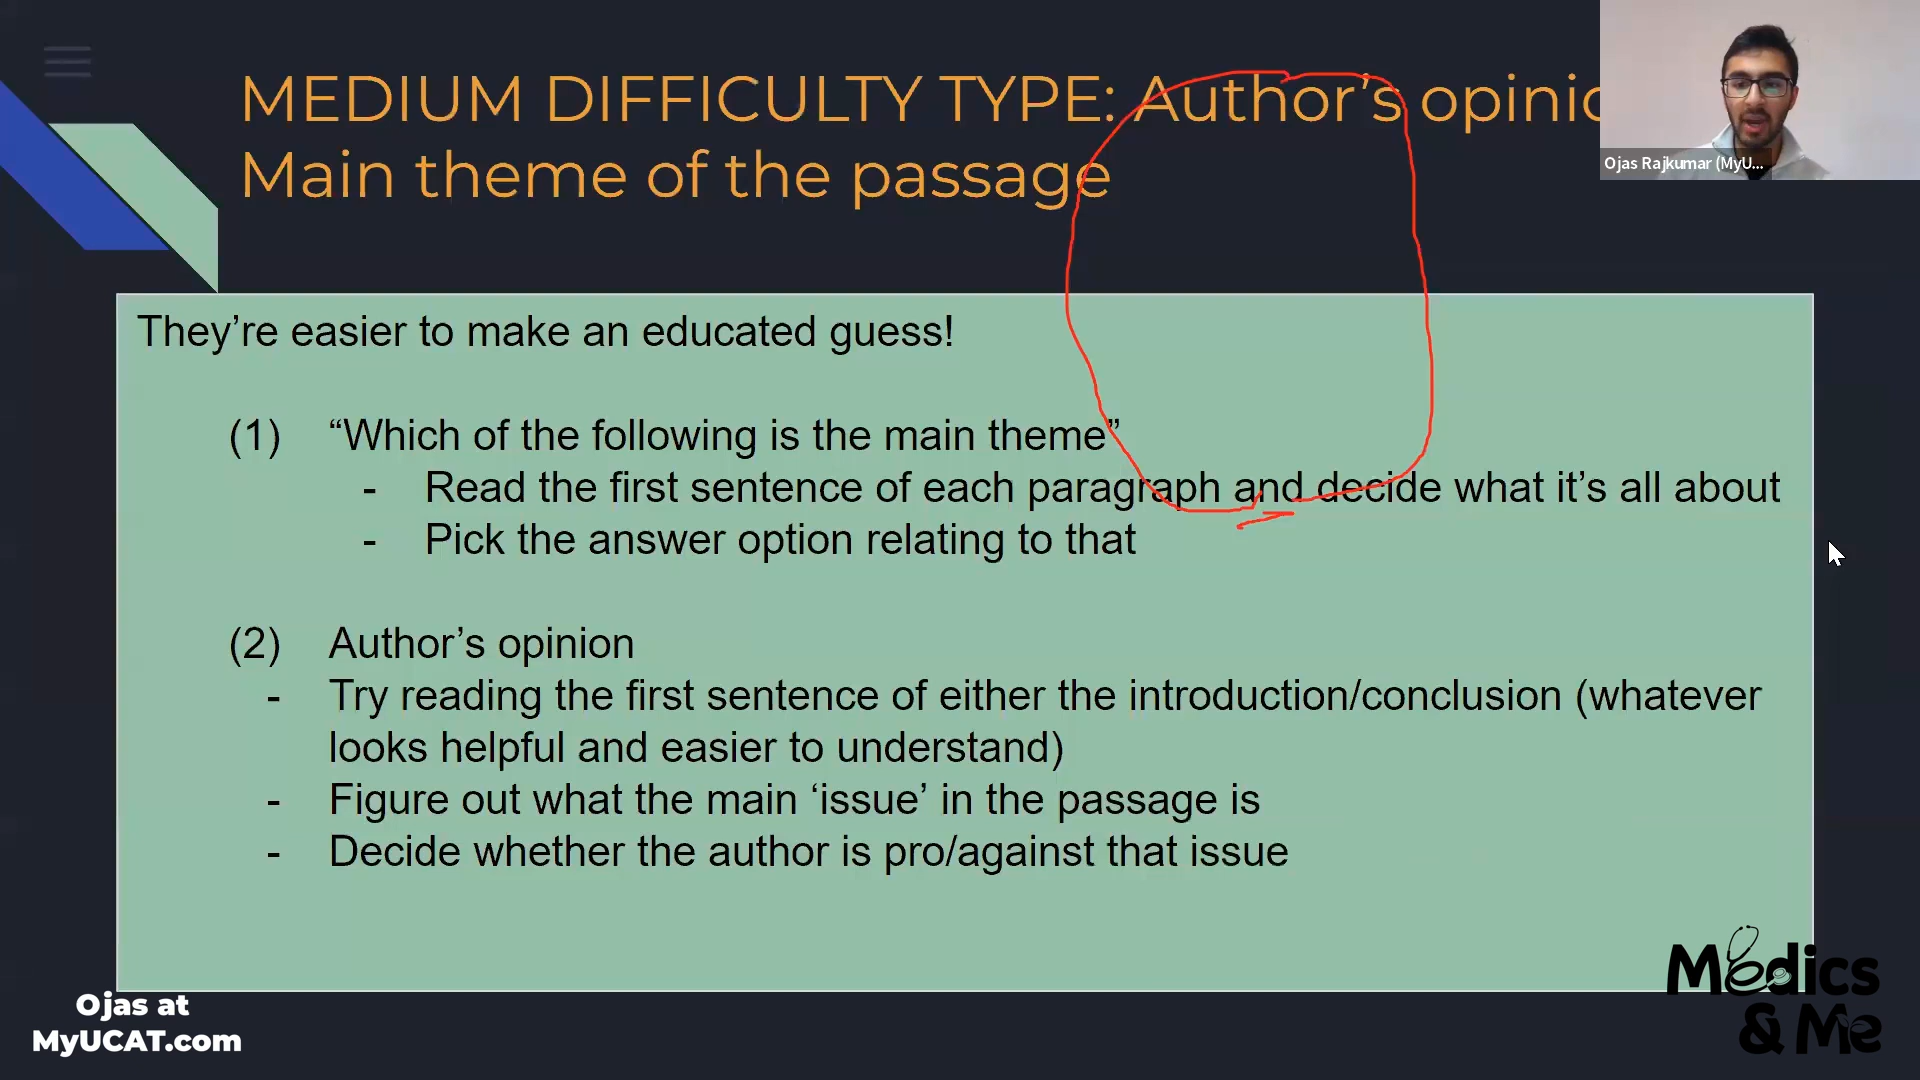 MEDIUM DIFFICULTY TYPE: Author's opinio
Main theme of the passage
Ojas Rajkumar (MyU...
They're easier to make an educated guess!
(1) “Which of the following is the main theme”
- Read the first sentence of each paragraph and decide what it's all about
- Pick the answer option relating to that
(2) Author's opinion
- Try reading the first sentence of either the introduction/conclusion (whatever
looks helpful and easier to understand)
- Figure out what the main ‘issue’ in the passage is
- Decide whether the author is pro/against that issue
Ojas at
MyUCAT.com
Medics
& Me